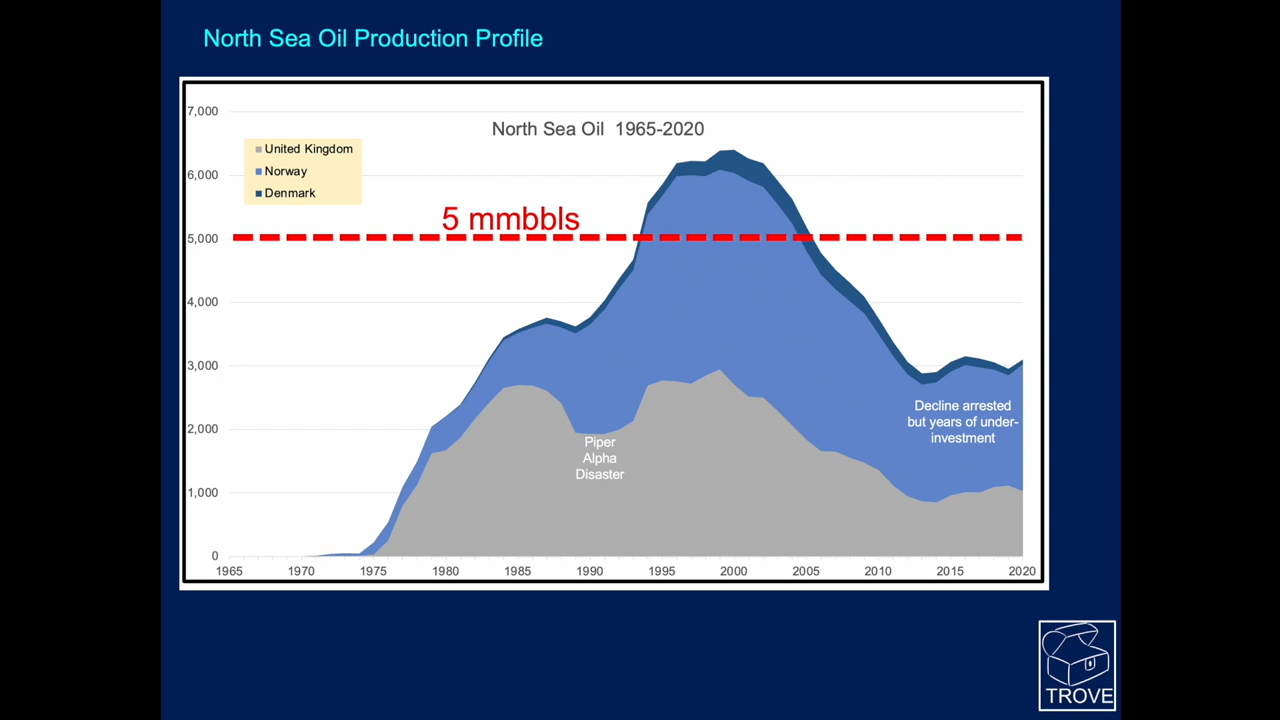 North Sea Oil Production Profile
North Sea Oil 1965-2020
United Kingdom
Norway
Denmark
7,000
6,000
5,000
4,000
3,000
2,000
1,000
0
5 mmbbls
Piper
Alpha
Disaster
Decline arrested
but years of under-
investment
1965 1970 1975 1980 1985 1990 1995 2000 2005 2010 2015 2020
TROVE